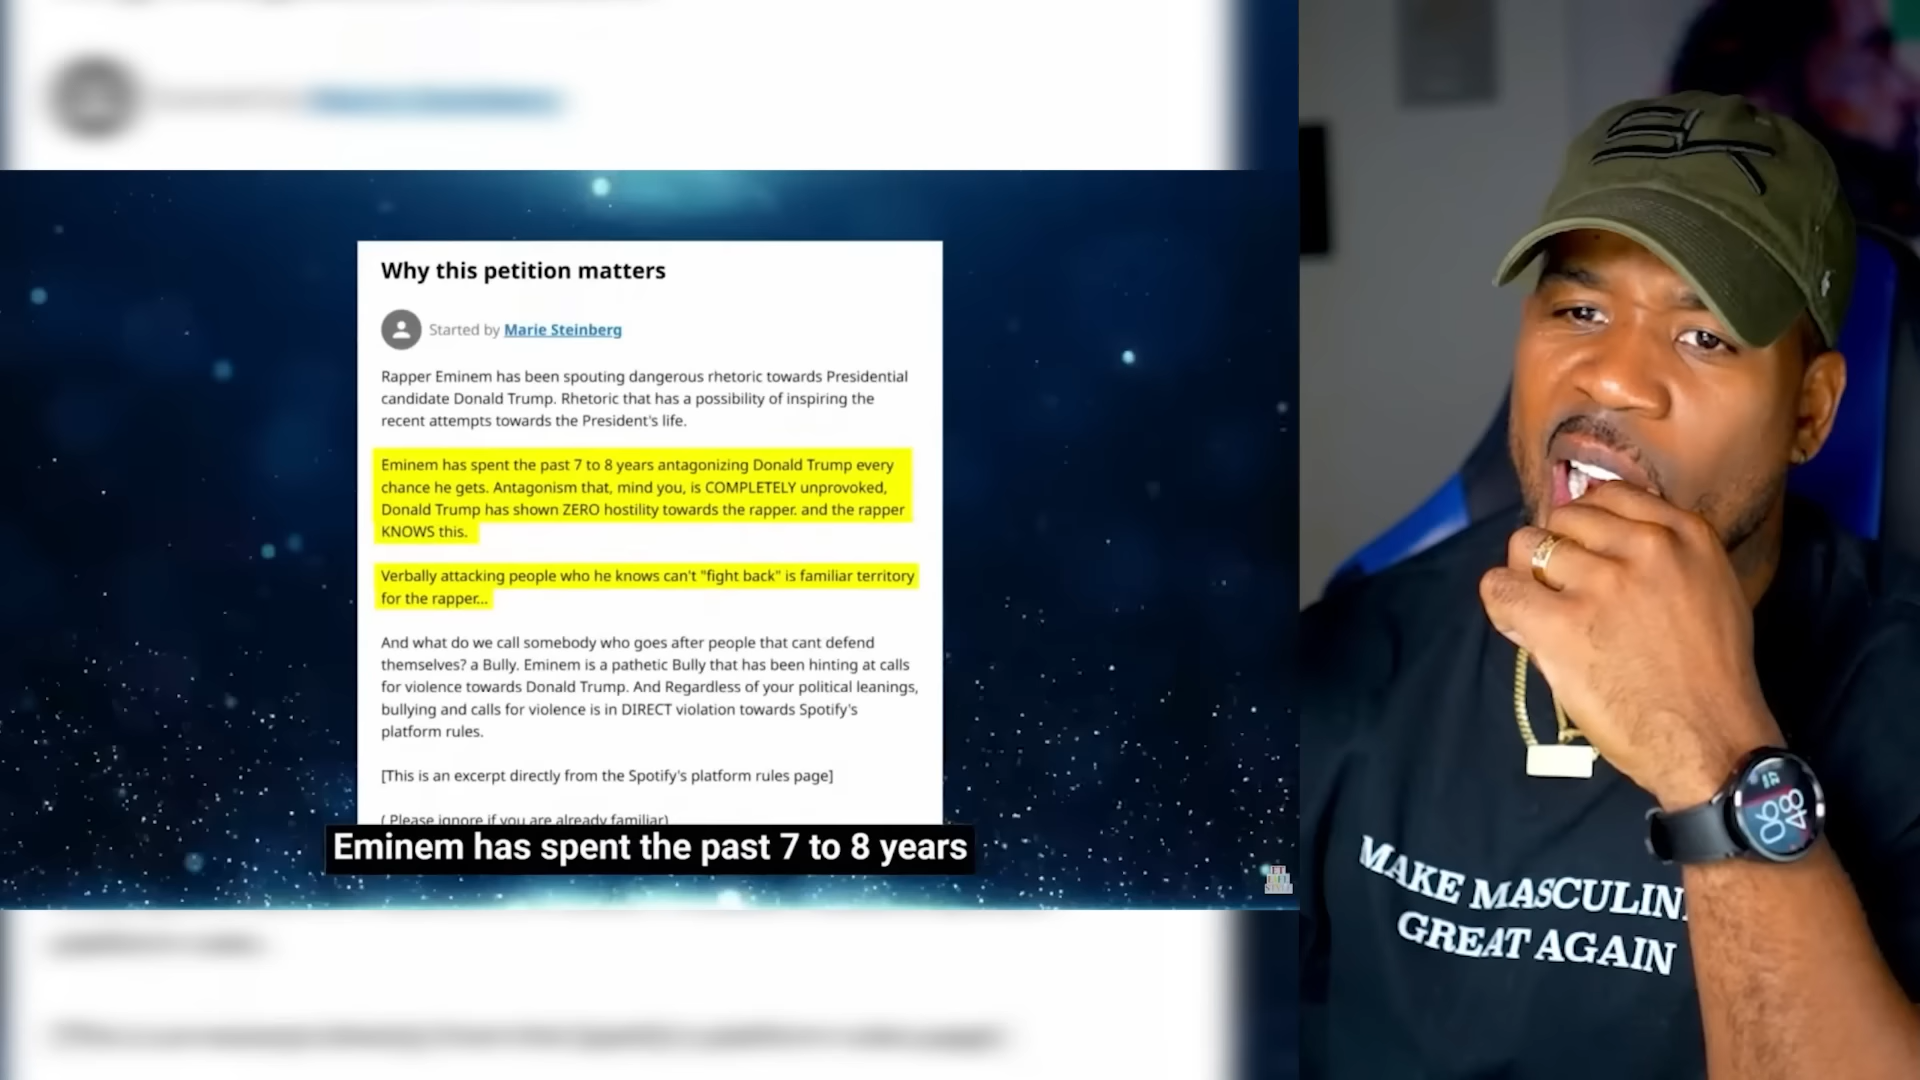 Why this petition matters
Started by Marie Steinberg
Rapper Eminem has been spouting dangerous rhetoric towards Presidential
candidate Donald Trump. Rhetoric that has a possibility of inspiring the
recent attempts towards the President's life.
Eminem has spent the past 7 to 8 years antagonizing Donald Trump every
chance he gets. Antagonism that, mind you, is COMPLETELY unprovoked,
Donald Trump has shown ZERO hostility towards the rapper. and the rapper
KNOWS this.
Verbally attacking people who he knows can't "fight back" is familiar territory
for the rapper...
And what do we call somebody who goes after people that cant defend
themselves? a Bully. Eminem is a pathetic Bully that has been hinting at calls
for violence towards Donald Trump. And Regardless of your political leanings,
bullying and calls for violence is in DIRECT violation towards Spotify's
platform rules.
[This is an excerpt directly from the Spotify's platform rules page]
( Please ignore if you are already familiar)
Eminem has spent the past 7 to 8 years
MAKE MASCULIN
GREAT AGAIN
06
48